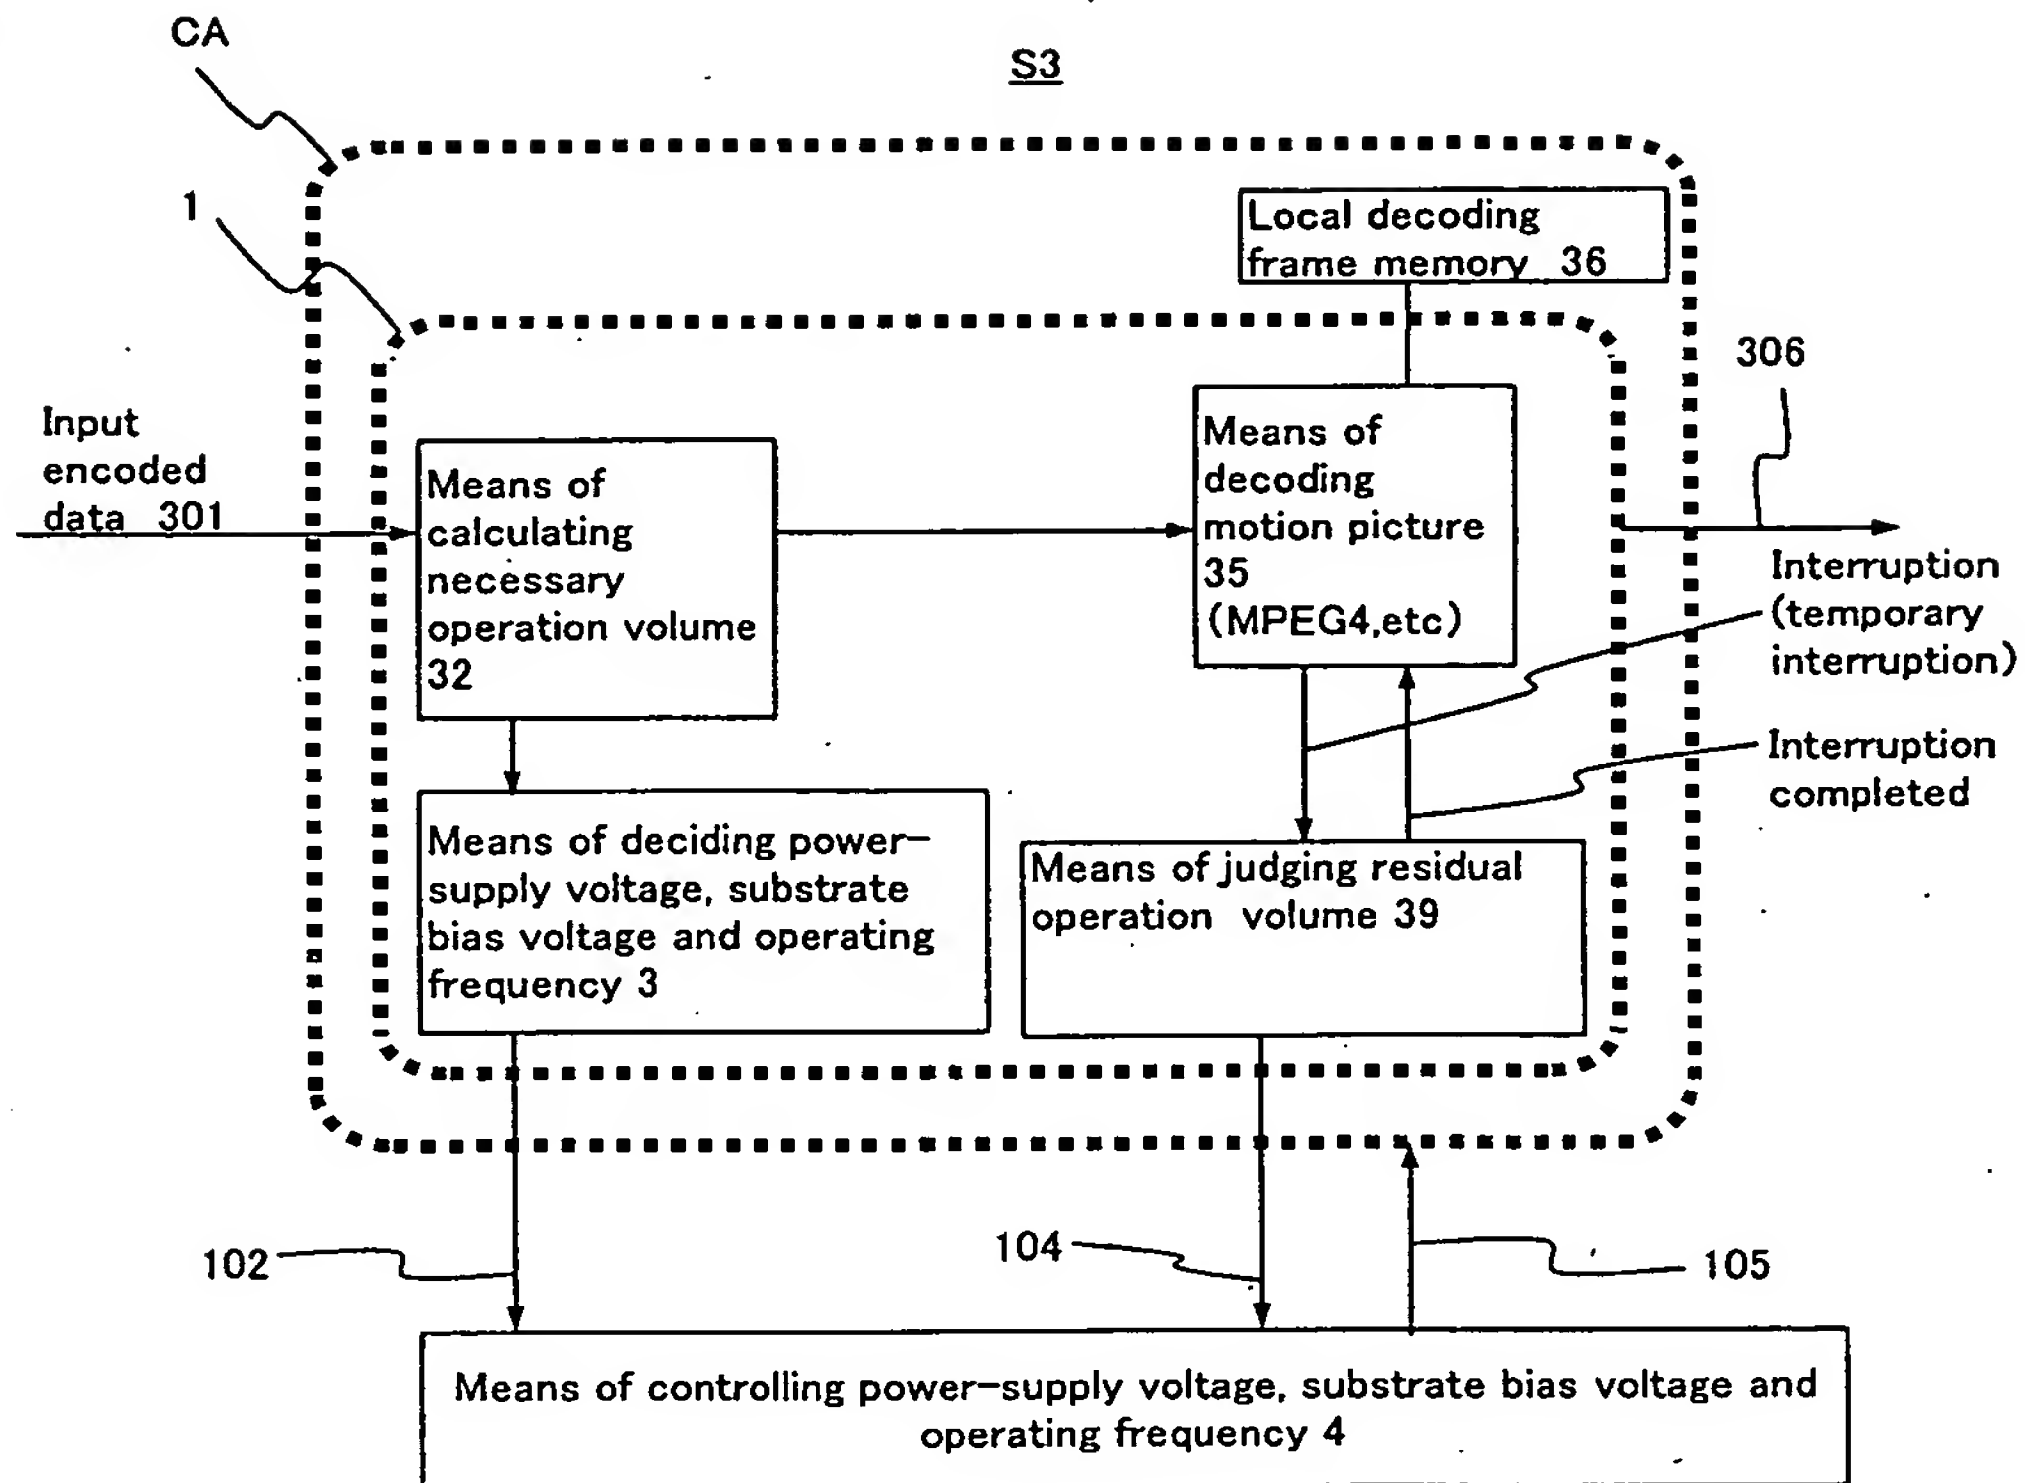 CA
S3
1
Local decoding
frame memory 36
306
Input
encoded
data 301
Means of
calculating
necessary
operation volume
32
Means of
decoding
motion picture
35
(MPEG4,etc)
Interruption
(temporary
interruption)
Interruption
completed
Means of deciding power-
supply voltage, substrate
bias voltage and operating
frequency 3
Means of judging residual
operation volume 39
102
104
105
Means of controlling power-supply voltage, substrate bias voltage and
operating frequency 4